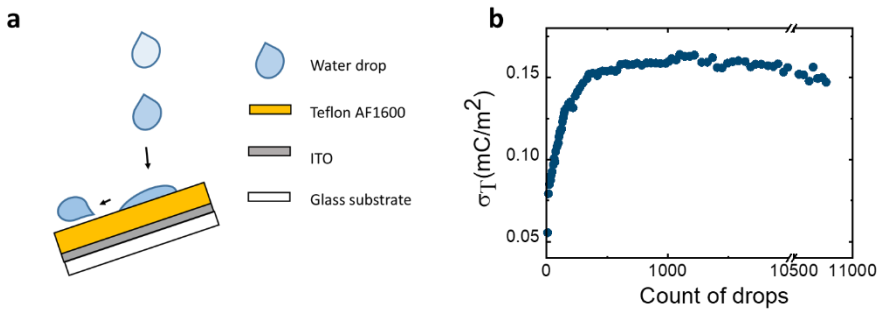 a
Water drop
Teflon AF1600
ITO
Glass substrate
b
σT(mC/m²)
0.15
0.10
0.05
0
1000
10500
11000
Count of drops